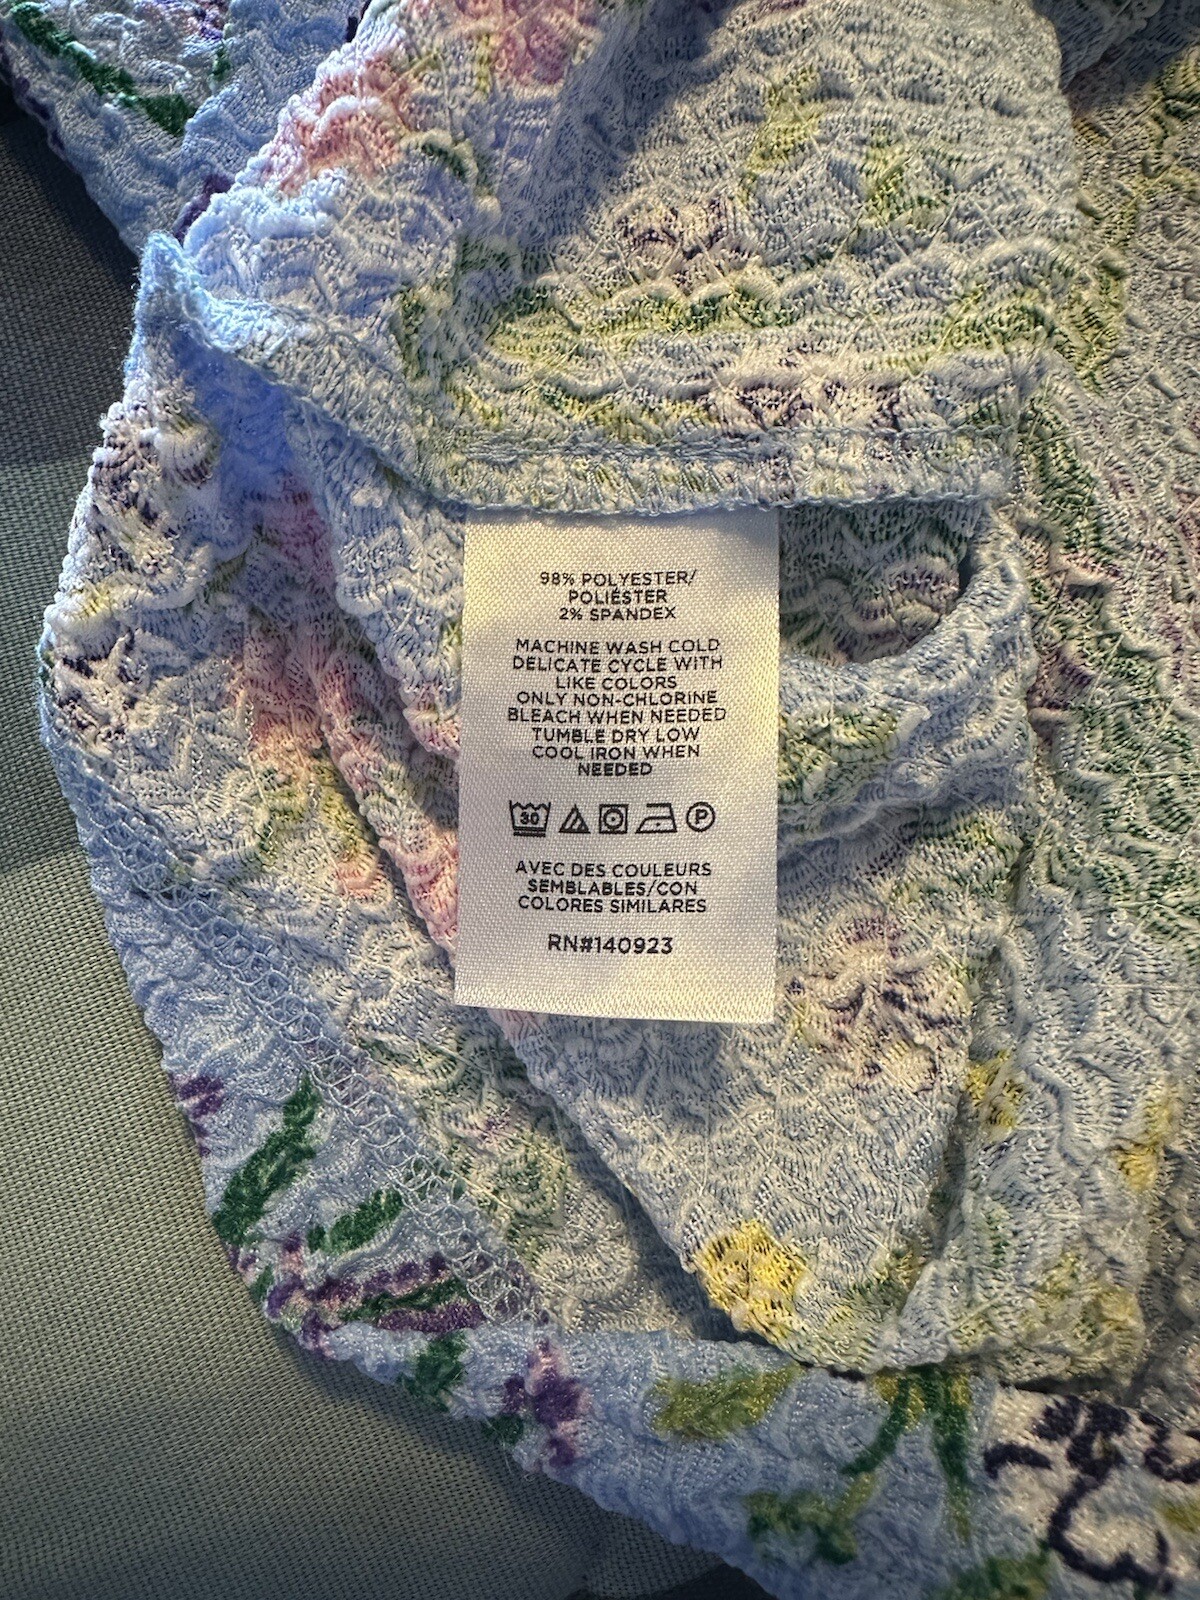 98% POLYESTER/
POLIÉSTER
2% SPANDEX
MACHINE WASH COLD
DELICATE CYCLE WITH
LIKE COLORS
ONLY NON-CHLORINE
BLEACH WHEN NEEDED
TUMBLE DRY LOW
COOL IRON WHEN
NEEDED
30 P
AVEC DES COULEURS
SEMBLABLES/CON
COLORES SIMILARES
RN#140923